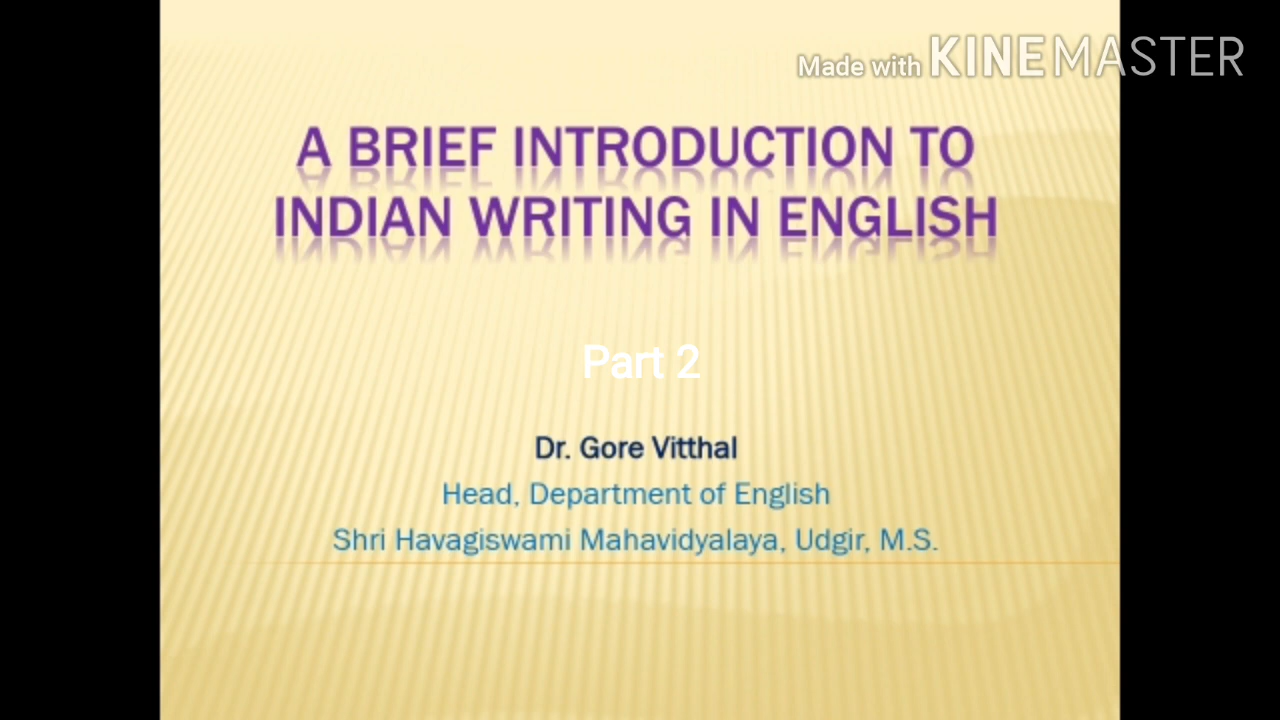 Made with KINEMASTER
A BRIEF INTRODUCTION TO
INDIAN WRITING IN ENGLISH
Part 2
Dr. Gore Vitthal
Head, Department of English
Shri Havagiswami Mahavidyalaya, Udgir, M.S.